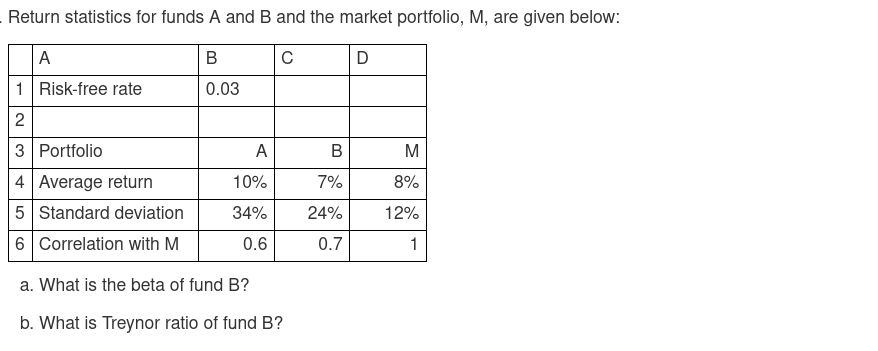 . Return statistics for funds A and B and the market portfolio, M, are given below:
A B C D
1 Risk-free rate 0.03
2
3 Portfolio A B M
4 Average return 10% 7% 8%
5 Standard deviation 34% 24% 12%
6 Correlation with M 0.6 0.7 1
a. What is the beta of fund B?
b. What is Treynor ratio of fund B?